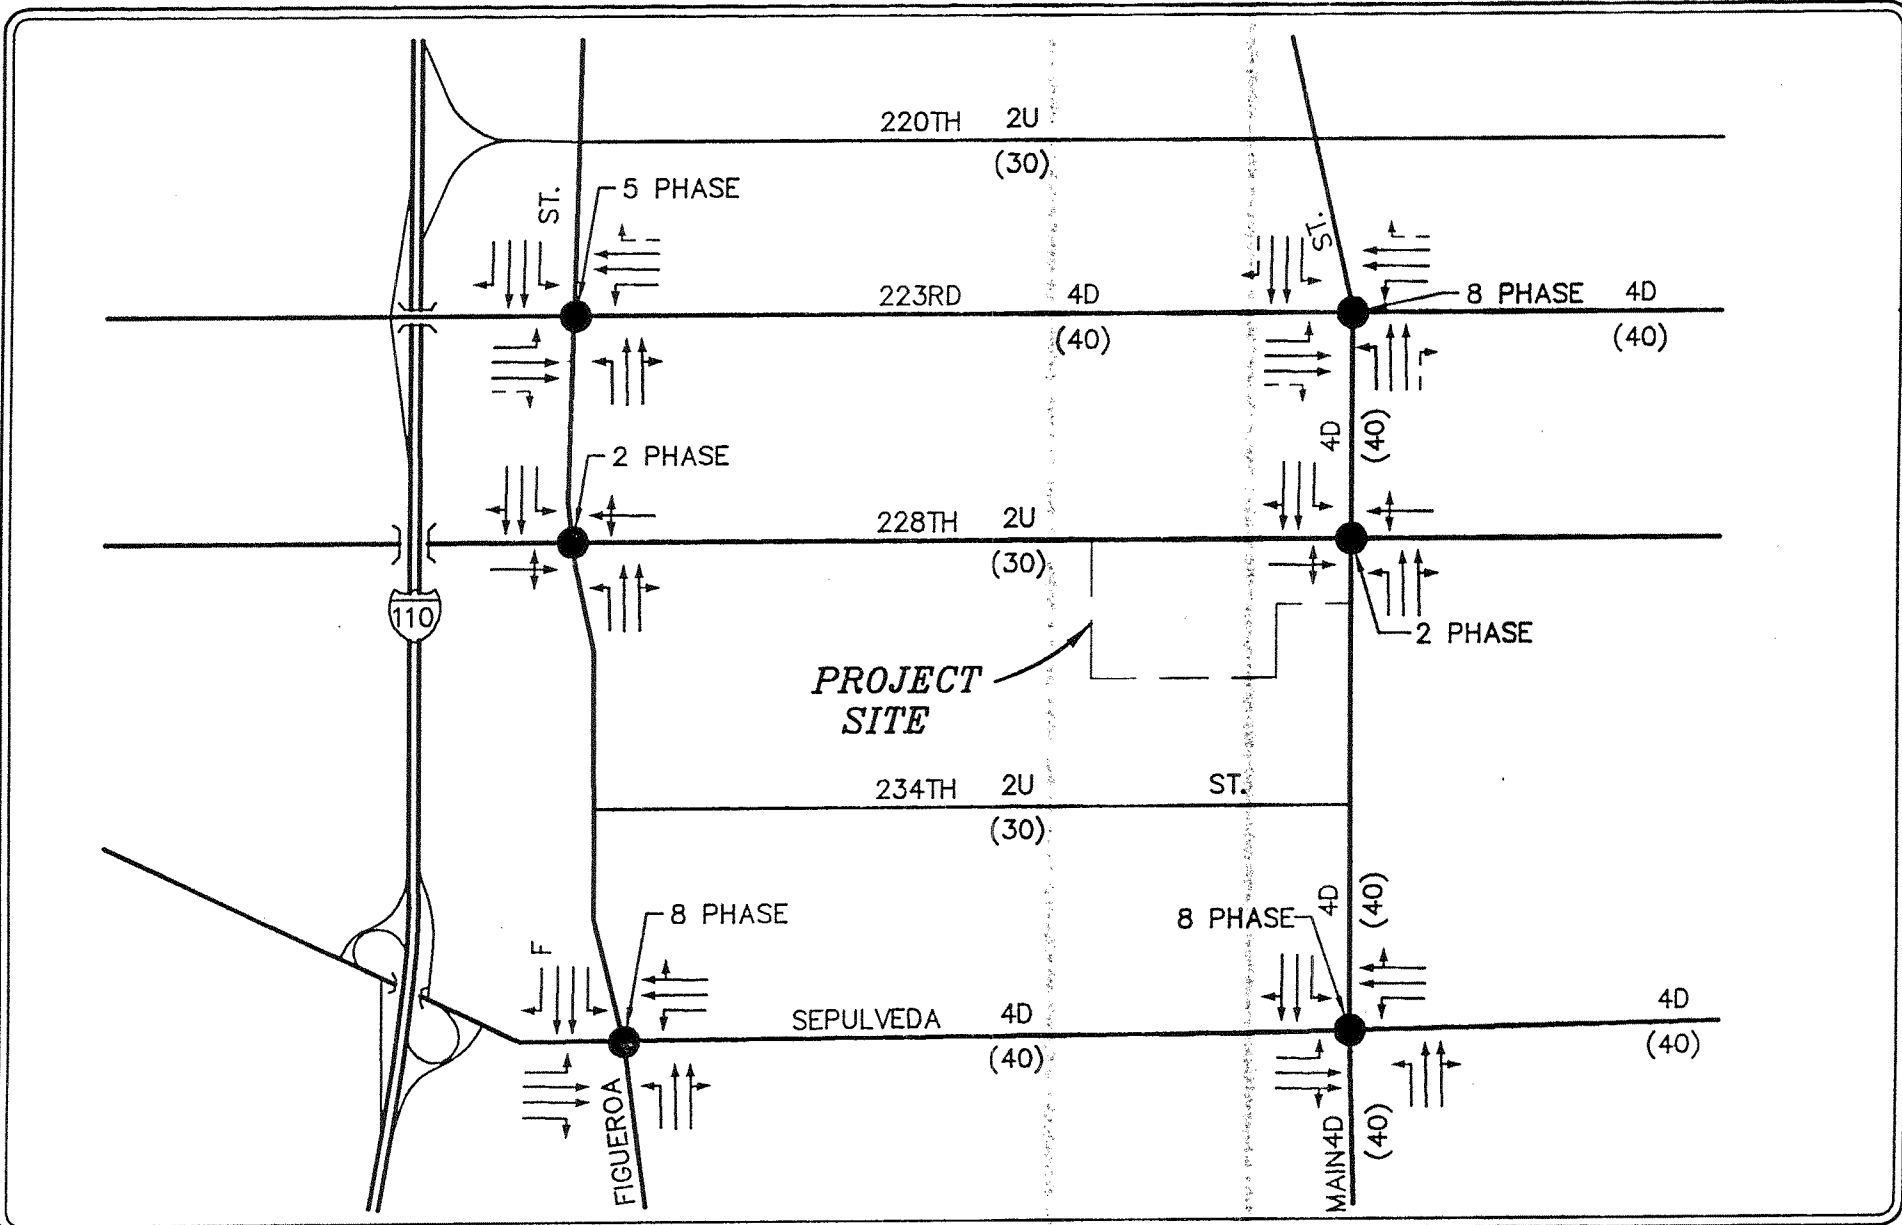 220TH 2U
(30)
ST.
5 PHASE
ST.
223RD 4D
(40)
8 PHASE 4D
(40)
4D
(40)
2 PHASE
228TH 2U
(30)
110
2 PHASE
PROJECT
SITE
234TH 2U ST.
(30)
4D
(40)
8 PHASE
8 PHASE
F
SEPULVEDA 4D
(40)
4D
(40)
FIGUEROA
MAIN 4D
(40)